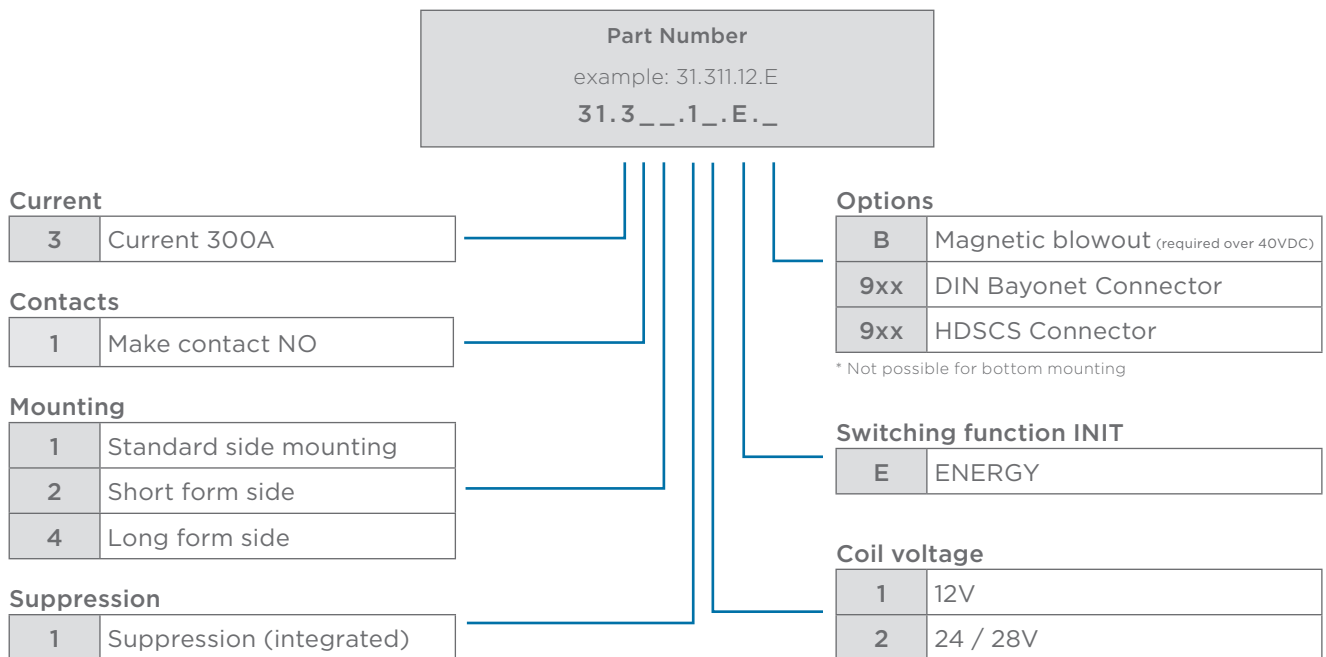 Part Number
example: 31.311.12.E
31.3__.1_.E._
Current
3 Current 300A
Contacts
1 Make contact NO
Mounting
1 Standard side mounting
2 Short form side
4 Long form side
Suppression
1 Suppression (integrated)
Options
B Magnetic blowout (required over 40VDC)
9xx DIN Bayonet Connector
9xx HDSCS Connector
* Not possible for bottom mounting
Switching function INIT
E ENERGY
Coil voltage
1 12V
2 24 / 28V